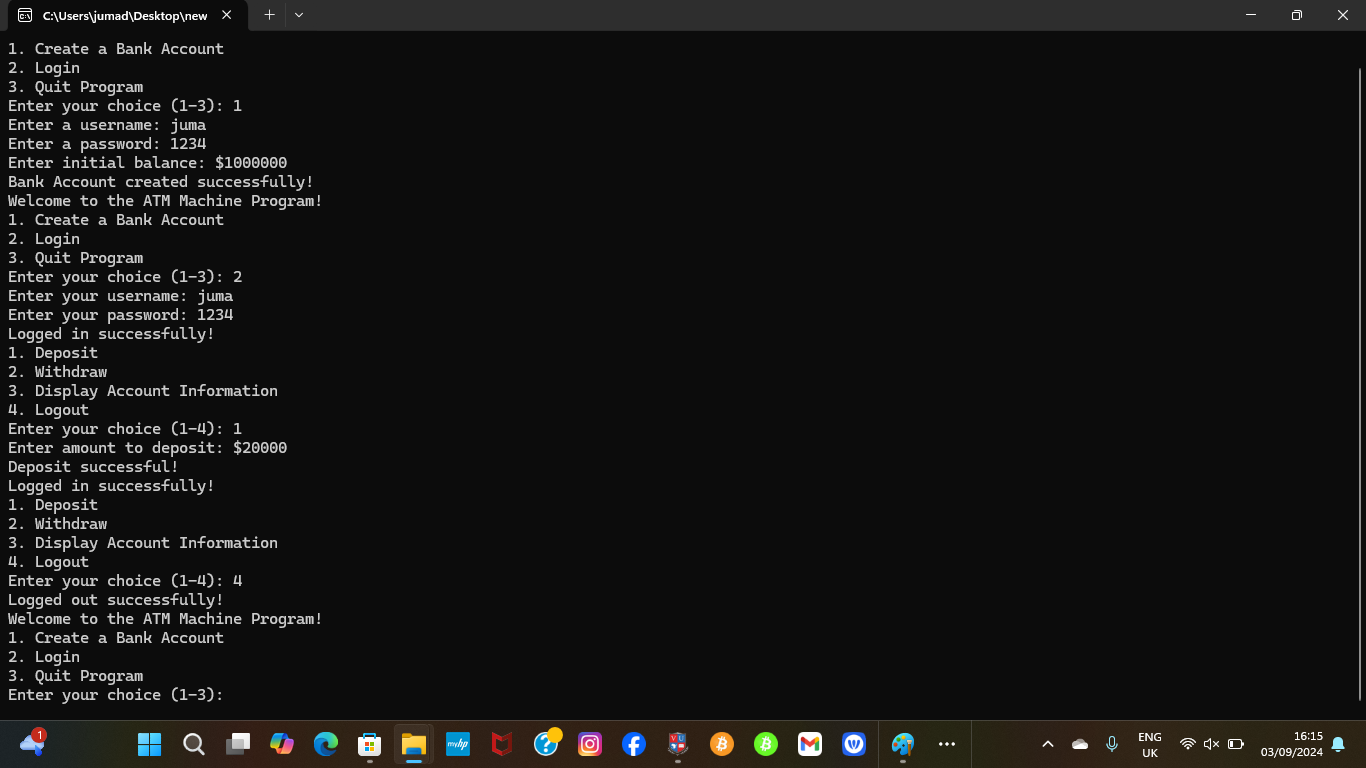 C:\Users\jumad\Desktop\new
1. Create a Bank Account
2. Login
3. Quit Program
Enter your choice (1-3): 1
Enter a username: juma
Enter a password: 1234
Enter initial balance: $1000000
Bank Account created successfully!
Welcome to the ATM Machine Program!
1. Create a Bank Account
2. Login
3. Quit Program
Enter your choice (1-3): 2
Enter your username: juma
Enter your password: 1234
Logged in successfully!
1. Deposit
2. Withdraw
3. Display Account Information
4. Logout
Enter your choice (1-4): 1
Enter amount to deposit: $20000
Deposit successful!
Logged in successfully!
1. Deposit
2. Withdraw
3. Display Account Information
4. Logout
Enter your choice (1-4): 4
Logged out successfully!
Welcome to the ATM Machine Program!
1. Create a Bank Account
2. Login
3. Quit Program
Enter your choice (1-3):
1
myhp
ENG
UK
16:15
03/09/2024